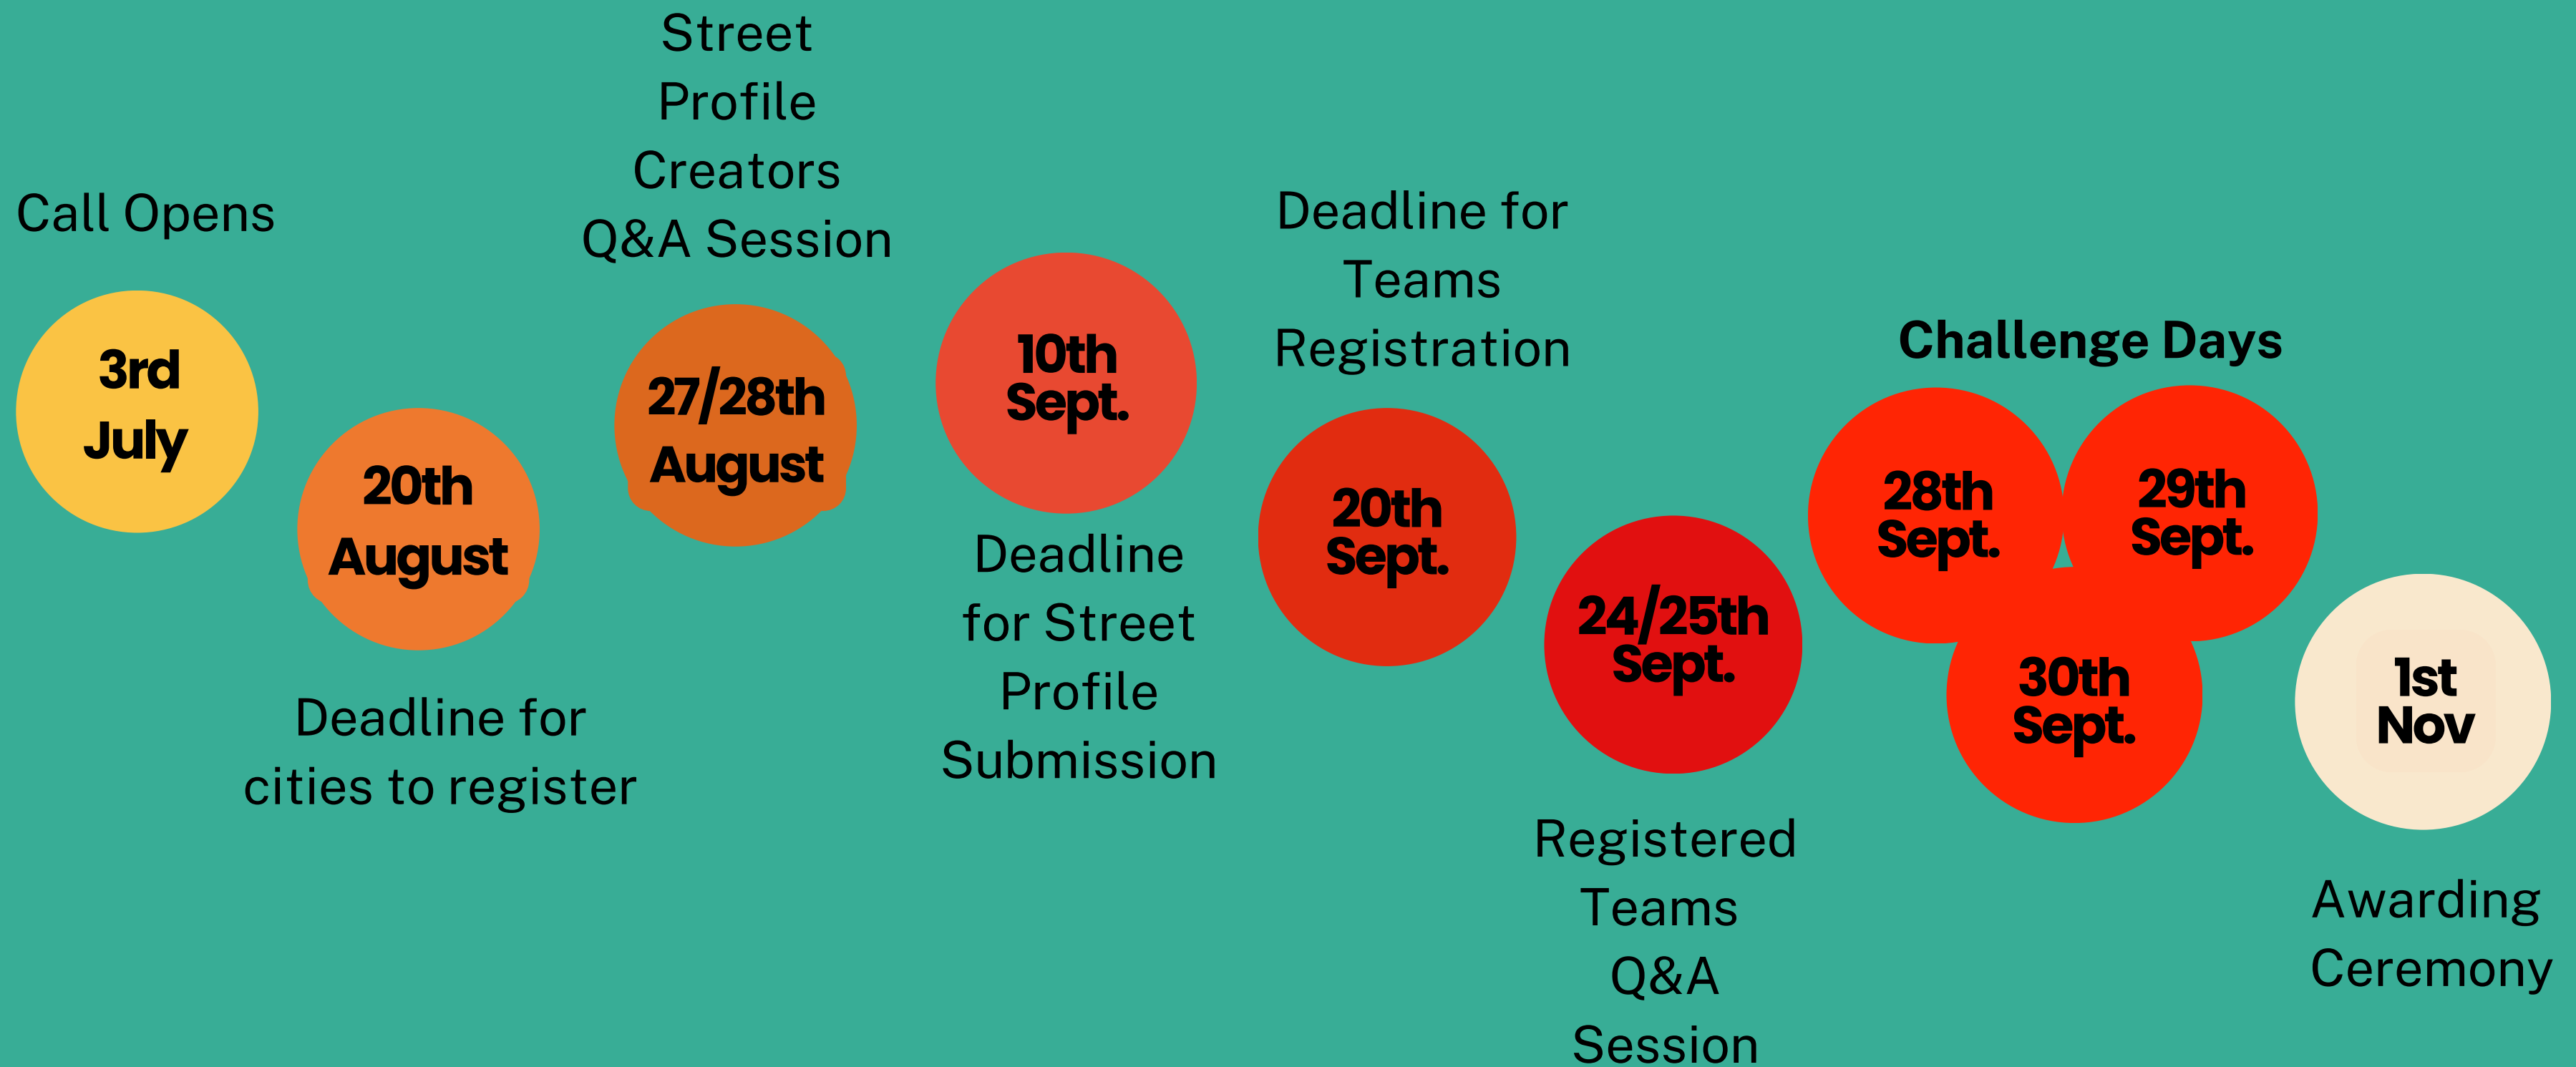 Call Opens
3rd
July
20th
August
Deadline for
cities to register
Street
Profile
Creators
Q&A Session
27/28th
August
10th
Sept.
Deadline
for Street
Profile
Submission
Deadline for
Teams
Registration
20th
Sept.
24/25th
Sept.
Registered
Teams
Q&A
Session
Challenge Days
28th
Sept.
29th
Sept.
30th
Sept.
1st
Nov
Awarding
Ceremony